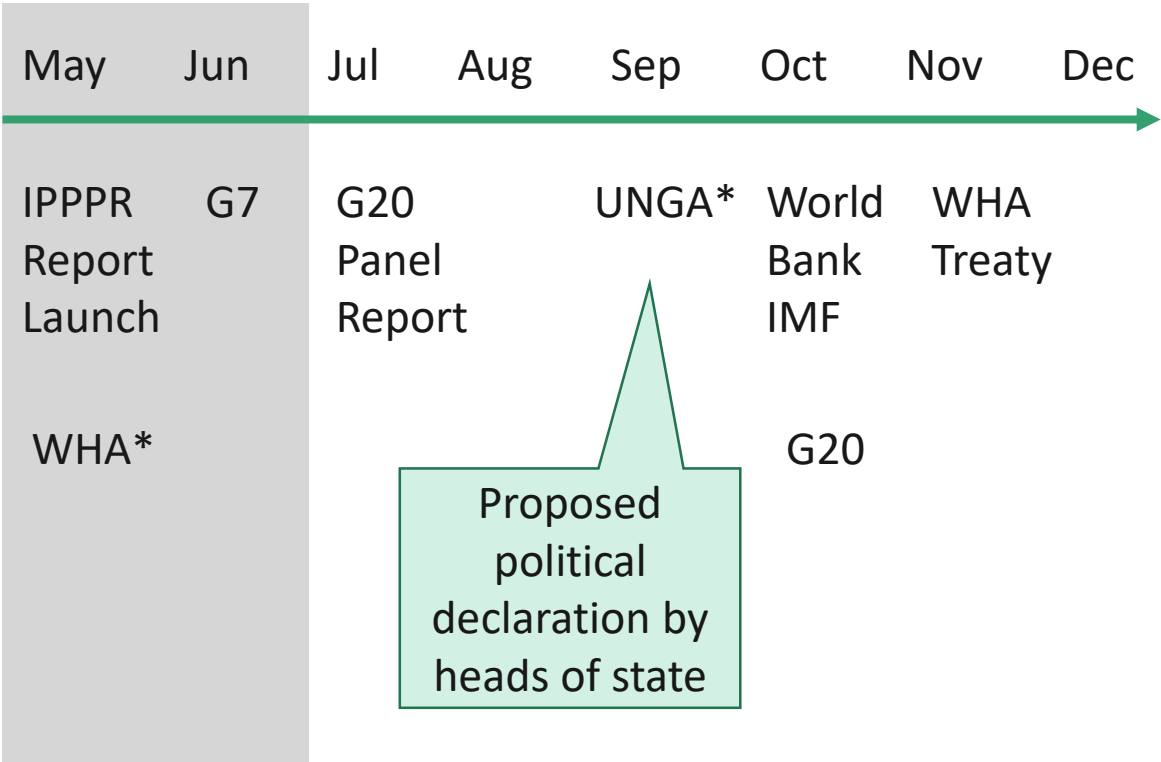 May Jun Jul Aug Sep Oct Nov Dec
IPPPR G7 G20 UNGA* World WHA
Report Panel Bank Treaty
Launch Report IMF
WHA* G20
Proposed
political
declaration by
heads of state